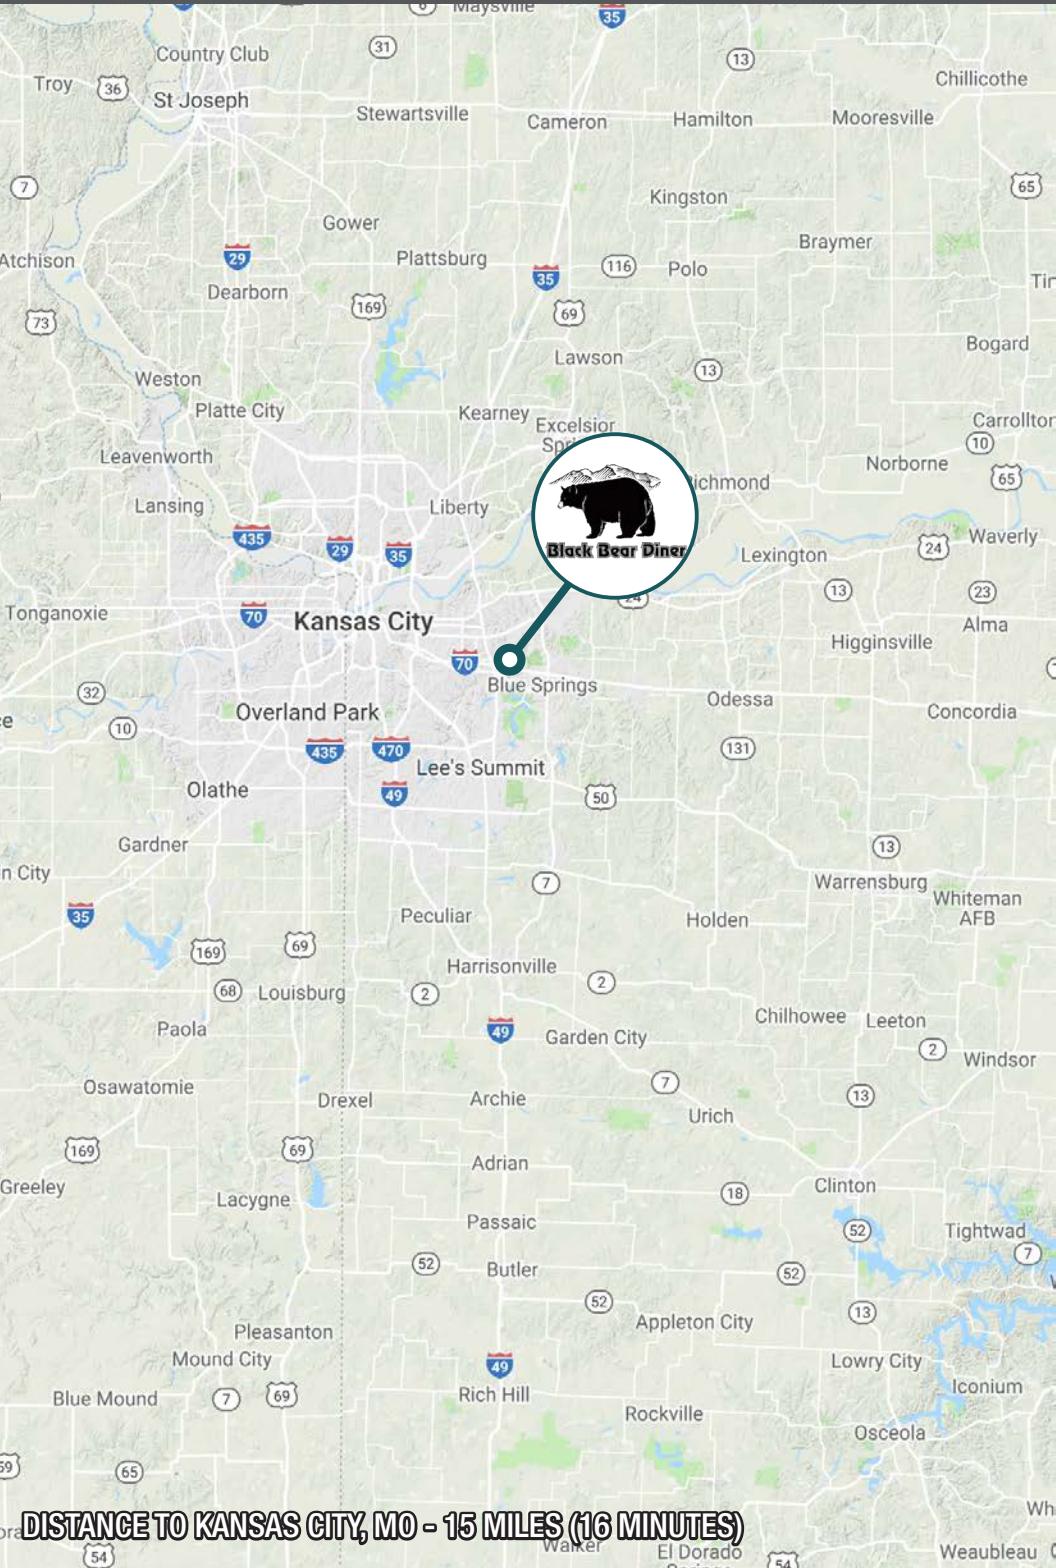 6
Maysville
35
Country Club
31
13
Troy
36
Chillicothe
St Joseph
Stewartsville
Cameron
Hamilton
Mooresville
7
65
Kingston
Gower
Braymer
Atchison
29
Plattsburg
35
116
Polo
Dearborn
169
69
73
Bogard
Lawson
13
Weston
Platte City
Kearney
Excelsior
10
Leavenworth
Norborne
65
Lansing
Liberty
Black Bear Diner
435
29
35
24
Waverly
Lexington
13
23
Tonganoxie
70
Kansas City
Alma
Higginsville
70
Blue Springs
32
Odessa
10
Overland Park
Concordia
435
470
131
Lee's Summit
Olathe
49
50
Gardner
13
n City
7
Warrensburg
Whiteman
AFB
35
Peculiar
Holden
169
69
Harrisonville
68
Louisburg
2
2
Paola
49
Garden City
Chilhowee
Leeton
2
Windsor
Osawatomie
Drexel
Archie
7
13
Urich
169
69
Adrian
Greeley
Lacygne
18
Clinton
Passaic
52
Tightwad
7
52
Butler
52
52
13
Appleton City
Pleasanton
Mound City
49
Lowry City
Blue Mound
7
69
Rich Hill
Iconium
Rockville
Osceola
65
DISTANCE TO KANSAS CITY, MO - 15 MILES (16 MINUTES)
Walker
El Dorado
54
54
Weaubleau